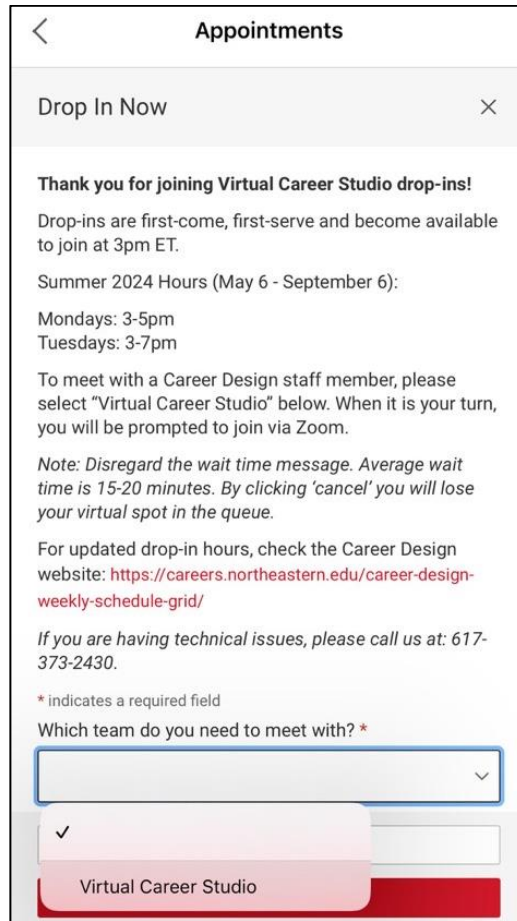 Appointments
Drop In Now
Thank you for joining Virtual Career Studio drop-ins!
Drop-ins are first-come, first-serve and become available
to join at 3pm ET.
Summer 2024 Hours (May 6 - September 6):
Mondays: 3-5pm
Tuesdays: 3-7pm
To meet with a Career Design staff member, please
select “Virtual Career Studio” below. When it is your turn,
you will be prompted to join via Zoom.
Note: Disregard the wait time message. Average wait
time is 15-20 minutes. By clicking ‘cancel’ you will lose
your virtual spot in the queue.
For updated drop-in hours, check the Career Design
website: https://careers.northeastern.edu/career-design-
weekly-schedule-grid/
If you are having technical issues, please call us at: 617-
373-2430.
* indicates a required field
Which team do you need to meet with? *
Virtual Career Studio